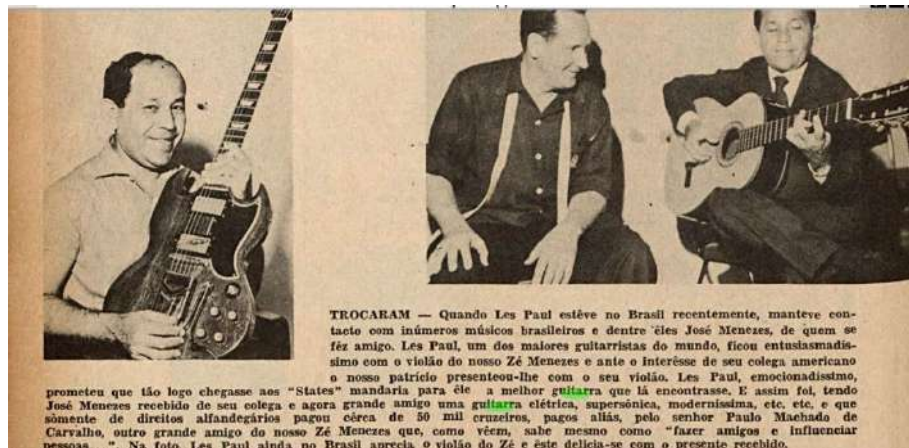 TROCARAM — Quando Les Paul estêve no Brasil recentemente, manteve con-
tacto com inúmeros músicos brasileiros e dentre êles José Menezes, de quem se
fêz amigo. Les Paul, um dos maiores guitarristas do mundo, ficou entusiasmadís-
simo com o violão do nosso Zé Menezes e ante o interêsse de seu colega americano
o nosso patrício presenteou-lhe com o seu violão. Les Paul, emocionadíssimo,
prometeu que tão logo chegasse aos "States" mandaria para êle a melhor guitarra que lá encontrasse. E assim foi, tendo
José Menezes recebido de seu colega e agora grande amigo uma guitarra elétrica, supersônica, moderníssima, etc. etc. e que
sòmente de direitos alfandegários pagou cêrca de 50 mil cruzeiros, pagos aliás, pelo senhor Paulo Machado de
Carvalho, outro grande amigo do nosso Zé Menezes que, como vêem, sabe mesmo como "fazer amigos e influenciar
pessoas..." Na foto, Les Paul ainda no Brasil aprecia o violão do Zé e êste delicia-se com o presente recebido.